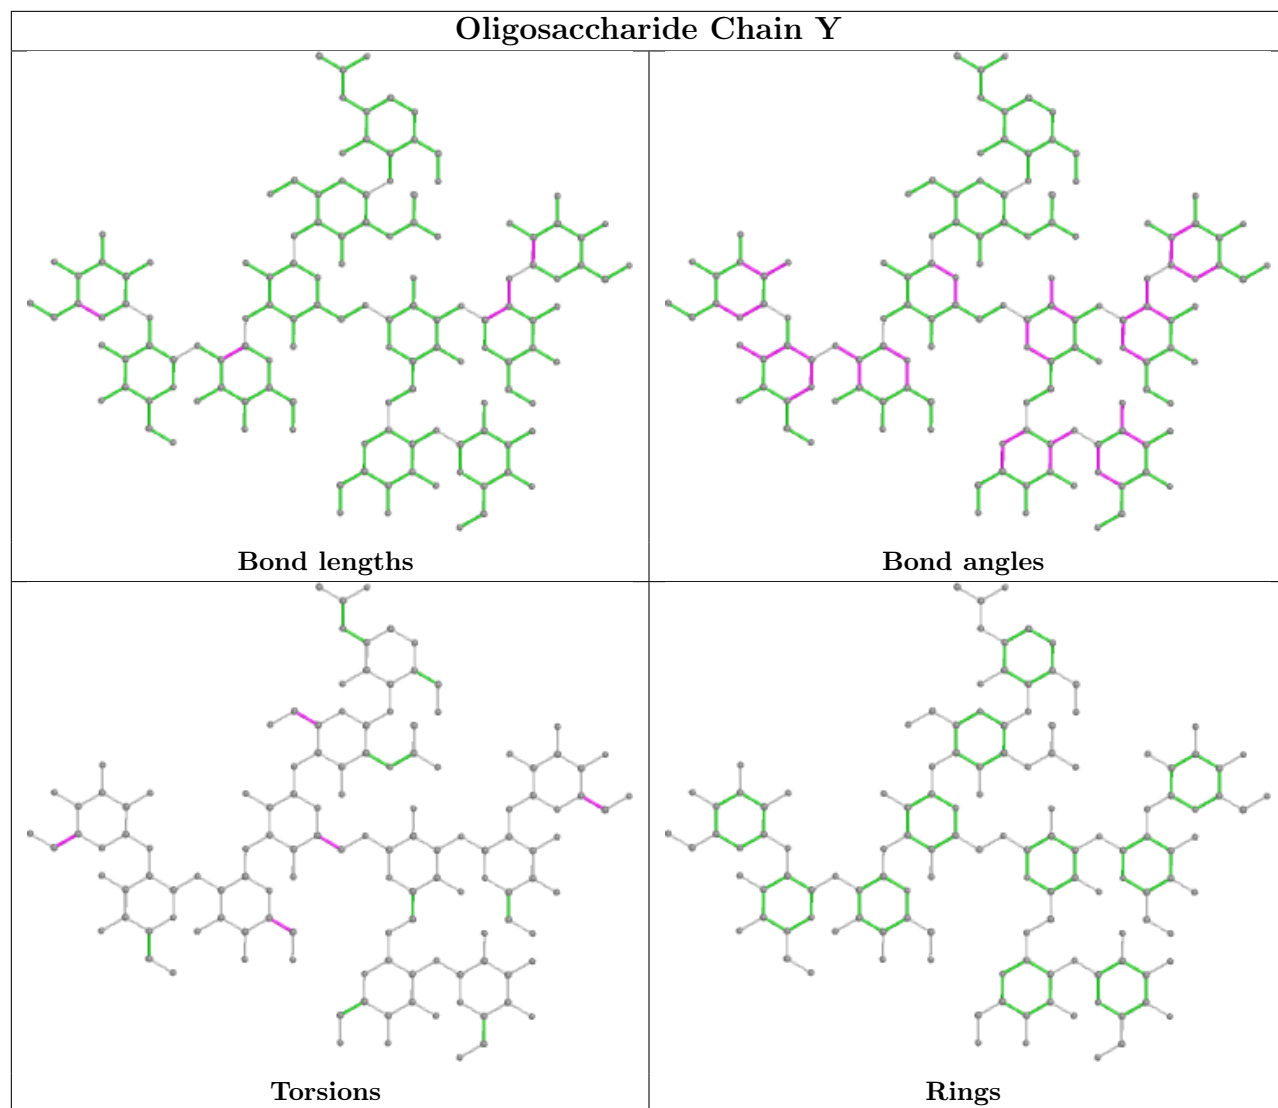 Oligosaccharide Chain Y
Bond lengths
Bond angles
Torsions
Rings